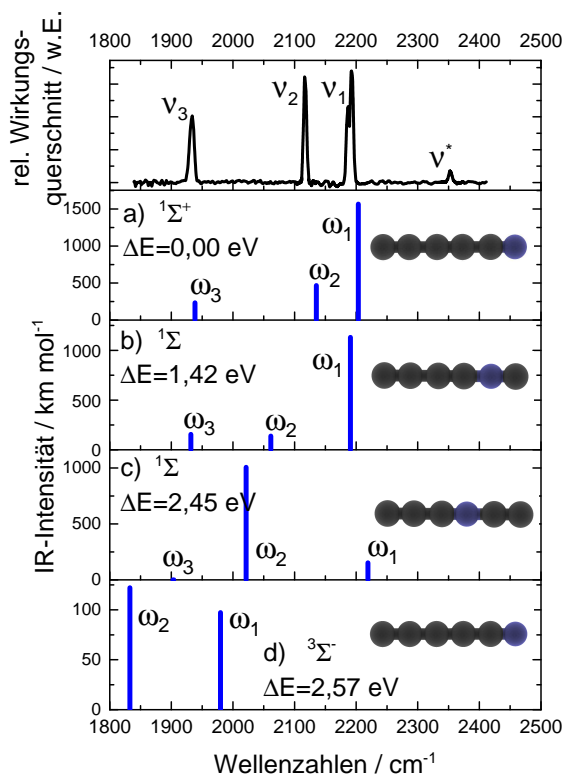 1800 1900 2000 2100 2200 2300 2400 2500
rel. Wirkungs-
querschnitt / w.E.
ν3 ν2 ν1 ν*
a) ¹Σ⁺
ΔE=0,00 eV
ω3 ω2 ω1
1500
1000
500
0
b) ¹Σ
ΔE=1,42 eV
ω3 ω2 ω1
1000
500
0
c) ¹Σ
ΔE=2,45 eV
ω3 ω2 ω1
1000
500
0
IR-Intensität / km mol⁻¹
ω2 ω1
d) ³Σ⁻
ΔE=2,57 eV
100
50
0
1800 1900 2000 2100 2200 2300 2400 2500
Wellenzahlen / cm⁻¹